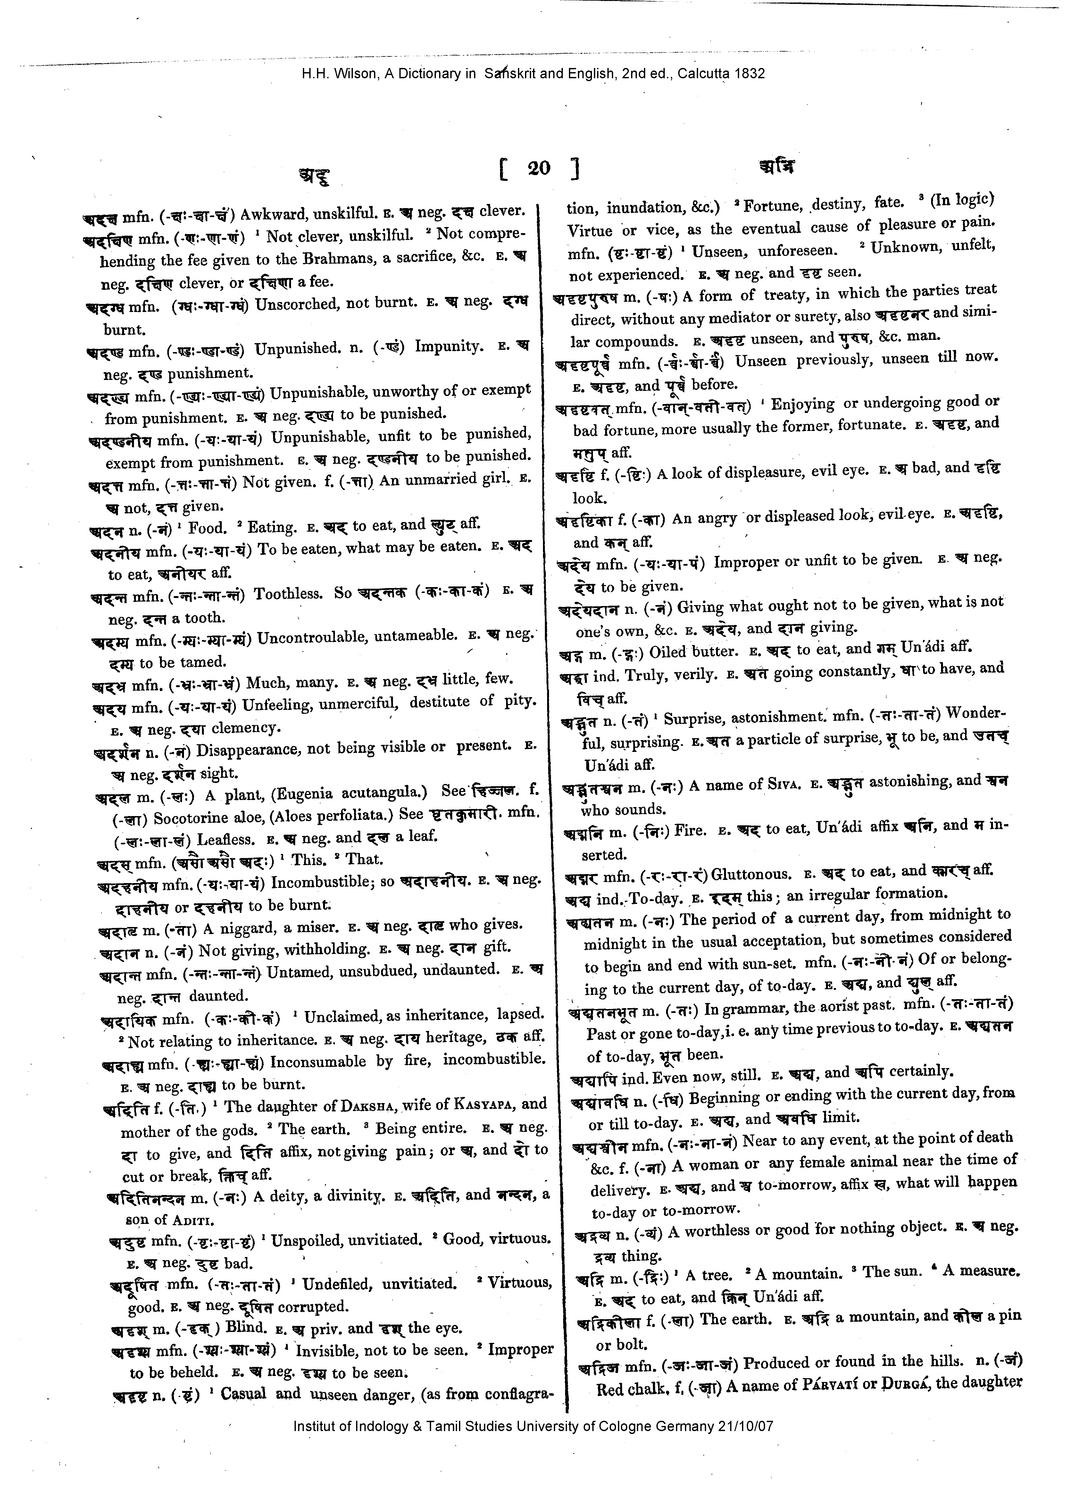 H.H. Wilson, A Dictionary in Sanskrit and English, 2nd ed., Calcutta 1832
अद्दृ [ 20 ] अद्रि
अदक्ष mfn. (-क्षः-क्षा-क्षं) Awkward, unskilful. E. अ neg. दक्ष clever.
अदक्षिण mfn. (-णः-णा-णं) ¹ Not clever, unskilful. ² Not compre-
hending the fee given to the Brahmans, a sacrifice, &c. E. अ
neg. दक्षिण clever, or दक्षिणा a fee.
अदग्ध mfn. (ग्धः-ग्धा-ग्धं) Unscorched, not burnt. E. अ neg. दग्ध
burnt.
अदण्ड mfn. (-ण्डः-ण्डा-ण्डं) Unpunished. n. (-ण्डं) Impunity. E. अ
neg. दण्ड punishment.
अदण्ड्य mfn. (-ण्ड्यः-ण्ड्या-ण्ड्यं) Unpunishable, unworthy of or exempt
from punishment. E. अ neg. दण्ड्य to be punished.
अदण्डनीय mfn. (-यः-या-यं) Unpunishable, unfit to be punished,
exempt from punishment. E. अ neg. दण्डनीय to be punished.
अदत्त mfn. (-त्तः-त्ता-त्तं) Not given. f. (-त्ता) An unmarried girl. E.
अ not, दत्त given.
अदन n. (-नं) ¹ Food. ² Eating. E. अद to eat, and ल्युट् aff.
अदनीय mfn. (-यः-या-यं) To be eaten, what may be eaten. E. अद
to eat, अनीयर aff.
अदन्त mfn. (-न्तः-न्ता-न्तं) Toothless. So अदन्तक (-कः-का-कं) E. अ
neg. दन्त a tooth.
अदम्य mfn. (-म्यः-म्या-म्यं) Uncontroulable, untameable. E. अ neg.
दम्य to be tamed.
अदभ्र mfn. (-भ्रः-भ्रा-भ्रं) Much, many. E. अ neg. दभ्र little, few.
अदय mfn. (-यः-या-यं) Unfeeling, unmerciful, destitute of pity.
E. अ neg. दया clemency.
अदर्शन n. (-नं) Disappearance, not being visible or present. E.
अ neg. दर्शन sight.
अदल m. (-लः) A plant, (Eugenia acutangula.) See हिज्जल. f.
(-ला) Socotorine aloe, (Aloes perfoliata.) See घृतकुमारी. mfn.
(-लः-ला-लं) Leafless. E. अ neg. and दल a leaf.
अदस् mfn. (असौ असौ अदः) ¹ This. ² That.
अदहनीय mfn. (-यः-या-यं) Incombustible; so अदाहनीय. E. अ neg.
दाहनीय or दहनीय to be burnt.
अदातृ m. (-ता) A niggard, a miser. E. अ neg. दातृ who gives.
अदान n. (-नं) Not giving, withholding. E. अ neg. दान gift.
अदान्त mfn. (-न्तः-न्ता-न्तं) Untamed, unsubdued, undaunted. E. अ
neg. दान्त daunted.
अदायिक mfn. (-कः-की-कं) ¹ Unclaimed, as inheritance, lapsed.
² Not relating to inheritance. E. अ neg. दाय heritage, ठक aff.
अदाह्य mfn. (-ह्यः-ह्या-ह्यं) Inconsumable by fire, incombustible.
E. अ neg. दाह्य to be burnt.
अदिति f. (-तिः) ¹ The daughter of DAKSHA, wife of KASYAPA, and
mother of the gods. ² The earth. ³ Being entire. E. अ neg.
दा to give, and दिति affix, not giving pain; or अ, and दो to
cut or break, क्तिच् aff.
अदितिनन्दन m. (-नः) A deity, a divinity. E. अदिति, and नन्दन, a
son of ADITI.
अदुष्ट mfn. (-ष्टः-ष्टा-ष्टं) ¹ Unspoiled, unvitiated. ² Good, virtuous.
E. अ neg. दुष्ट bad.
अदूषित mfn. (-तः-ता-तं) ¹ Undefiled, unvitiated. ² Virtuous,
good. E. अ neg. दूषित corrupted.
अदृश् m. (-दृक्) Blind. E. अ priv. and दृश् the eye.
अदृश्य mfn. (-श्यः-श्या-श्यं) ¹ Invisible, not to be seen. ² Improper
to be beheld. E. अ neg. दृश्य to be seen.
अदृष्ट n. (-ष्टं) ¹ Casual and unseen danger, (as from conflagra-
tion, inundation, &c.) ² Fortune, destiny, fate. ³ (In logic)
Virtue or vice, as the eventual cause of pleasure or pain.
mfn. (ष्टः-ष्टा-ष्टं) ¹ Unseen, unforeseen. ² Unknown, unfelt,
not experienced. E. अ neg. and दृष्ट seen.
अदृष्टपुरुष m. (-षः) A form of treaty, in which the parties treat
direct, without any mediator or surety, also अदृष्टनर and simi-
lar compounds. E. अदृष्ट unseen, and पुरुष, &c. man.
अदृष्टपूर्व्व mfn. (-र्व्वः-र्व्वा-र्व्वं) Unseen previously, unseen till now.
E. अदृष्ट, and पूर्व्व before.
अदृष्टवत् mfn. (-वान्-वती-वत्) ¹ Enjoying or undergoing good or
bad fortune, more usually the former, fortunate. E. अदृष्ट, and
मतुप् aff.
अदृष्टि f. (-ष्टिः) A look of displeasure, evil eye. E. अ bad, and दृष्टि
look.
अदृष्टिका f. (-का) An angry or displeased look, evil eye. E. अदृष्टि,
and कन् aff.
अदेय mfn. (-यः-या-यं) Improper or unfit to be given. E. अ neg.
देय to be given.
अदेयदान n. (-नं) Giving what ought not to be given, what is not
one's own, &c. E. अदेय, and दान giving.
अद्ग m. (-द्गः) Oiled butter. E. अद to eat, and गम् Un´ádi aff.
अद्धा ind. Truly, verily. E. अत going constantly, धा to have, and
विच् aff.
अद्भुत n. (-तं) ¹ Surprise, astonishment. mfn. (-तः-ता-तं) Wonder-
ful, surprising. E. अत a particle of surprise, भू to be, and उतच्
Un´ádi aff.
अद्भुतस्वन m. (-नः) A name of SIVA. E. अद्भुत astonishing, and स्वन
who sounds.
अद्मनि m. (-निः) Fire. E. अद to eat, Un´ádi affix अनि, and म in-
serted.
अद्मर mfn. (-रः-रा-रं) Gluttonous. E. अद to eat, and क्मरच् aff.
अद्य ind. To-day. E. इदम् this; an irregular formation.
अद्यतन m. (-नः) The period of a current day, from midnight to
midnight in the usual acceptation, but sometimes considered
to begin and end with sun-set. mfn. (-नः-नी-नं) Of or belong-
ing to the current day, of to-day. E. अद्य, and ट्युल् aff.
अद्यतनभूत m. (-तः) In grammar, the aorist past. mfn. (-तः-ता-तं)
Past or gone to-day, i. e. any time previous to to-day. E. अद्यतन
of to-day, भूत been.
अद्यापि ind. Even now, still. E. अद्य, and अपि certainly.
अद्यावधि n. (-धि) Beginning or ending with the current day, from
or till to-day. E. अद्य, and अवधि limit.
अद्यश्वीन mfn. (-नः-ना-नं) Near to any event, at the point of death
&c. f. (-ना) A woman or any female animal near the time of
delivery. E. अद्य, and श्व to-morrow, affix ख, what will happen
to-day or to-morrow.
अद्रव्य n. (-व्यं) A worthless or good for nothing object. E. अ neg.
द्रव्य thing.
अद्रि m. (-द्रिः) ¹ A tree. ² A mountain. ³ The sun. ⁴ A measure.
E. अद to eat, and क्रिन् Un´ádi aff.
अद्रिकीला f. (-ला) The earth. E. अद्रि a mountain, and कील a pin
or bolt.
अद्रिज mfn. (-जः-जा-जं) Produced or found in the hills. n. (-जं)
Red chalk. f. (-जा) A name of PÁRVATÍ or DURGÁ, the daughter
Institut of Indology & Tamil Studies University of Cologne Germany 21/10/07